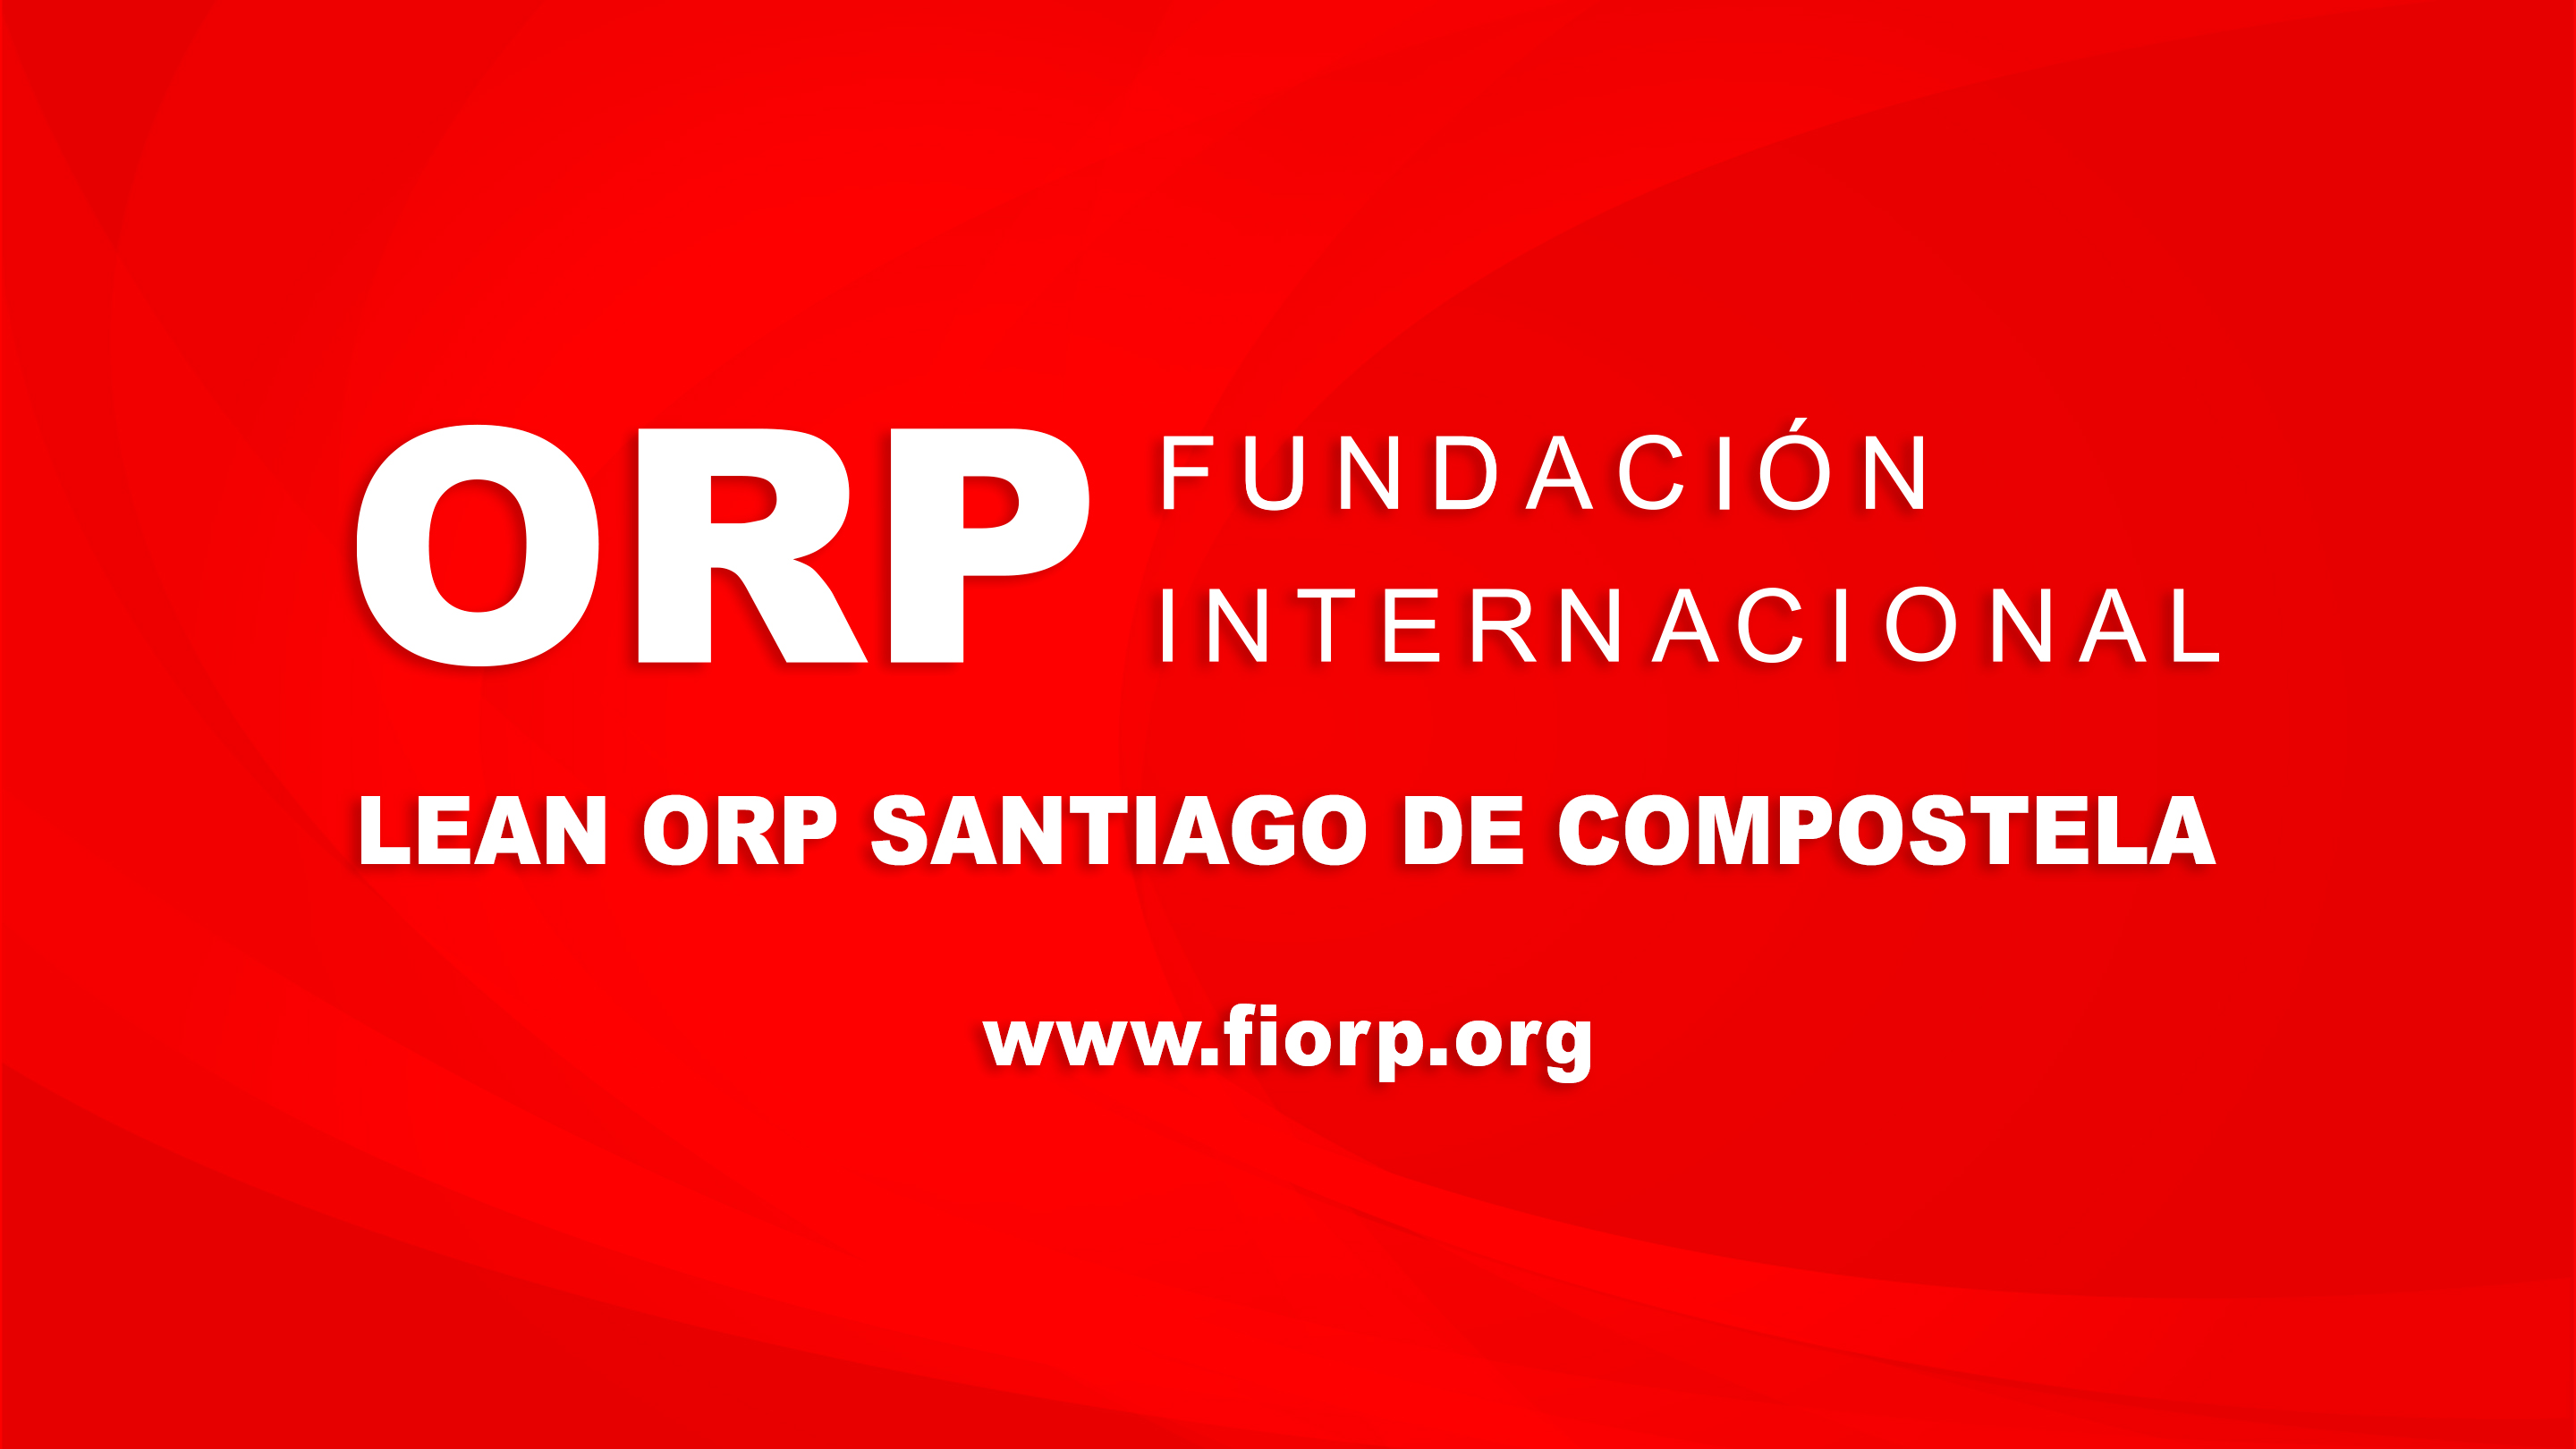 ORP
FUNDACIÓN
INTERNACIONAL
LEAN ORP SANTIAGO DE COMPOSTELA
www.fiorp.org